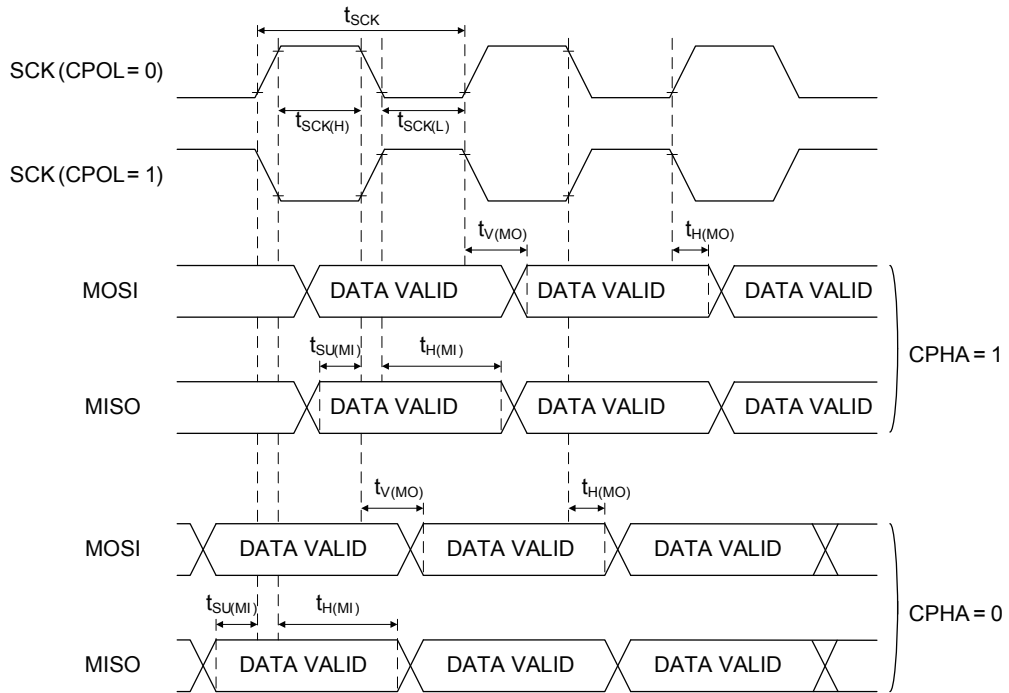 tSCK
SCK (CPOL = 0)
tSCK(H) tSCK(L)
SCK (CPOL = 1)
tV(MO) tH(MO)
MOSI DATA VALID DATA VALID DATA VALID
tSU(MI) tH(MI)
CPHA = 1
MISO DATA VALID DATA VALID DATA VALID
tV(MO) tH(MO)
MOSI DATA VALID DATA VALID DATA VALID
tSU(MI) tH(MI)
CPHA = 0
MISO DATA VALID DATA VALID DATA VALID